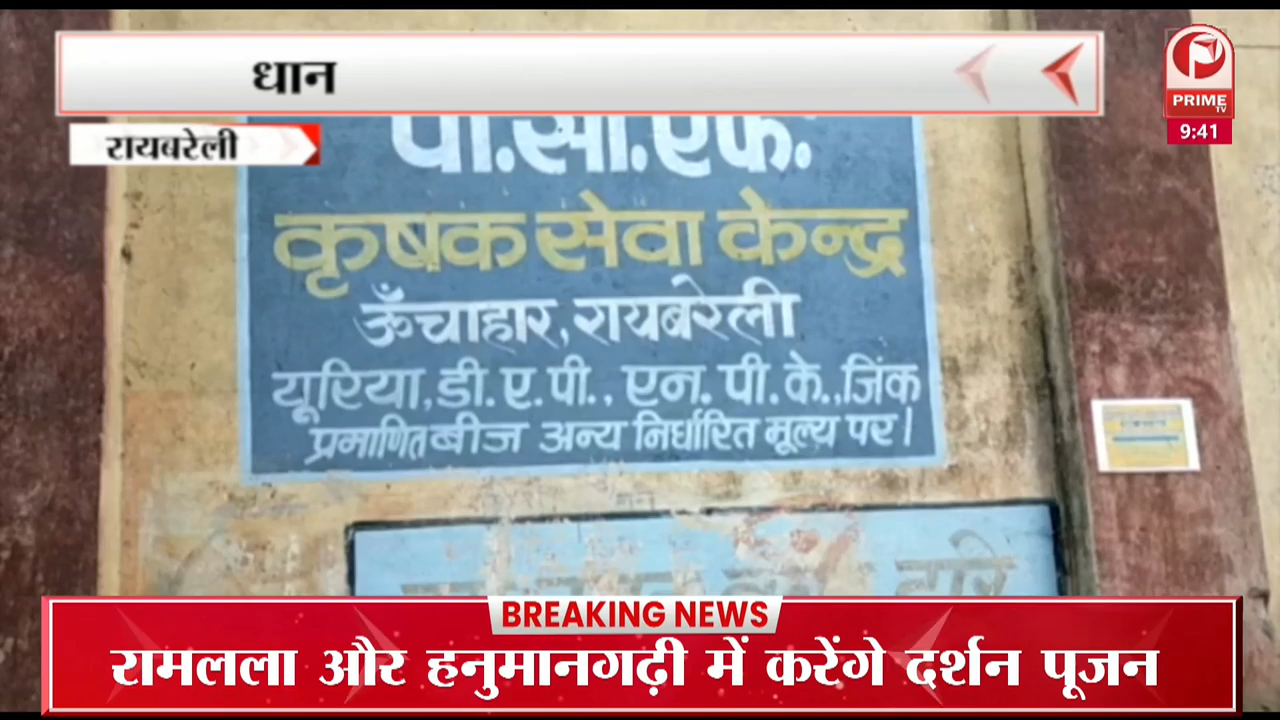 धान
PRIME
TV
9:41
रायबरेली
पी.सी.एफ.
कृषक सेवा केन्द्र
ऊँचाहार, रायबरेली
यूरिया, डी. ए. पी., एन. पी. के., जिंक
प्रमाणित बीज अन्य निर्धारित मूल्य पर।
BREAKING NEWS
रामलला और हनुमानगढ़ी में करेंगे दर्शन पूजन